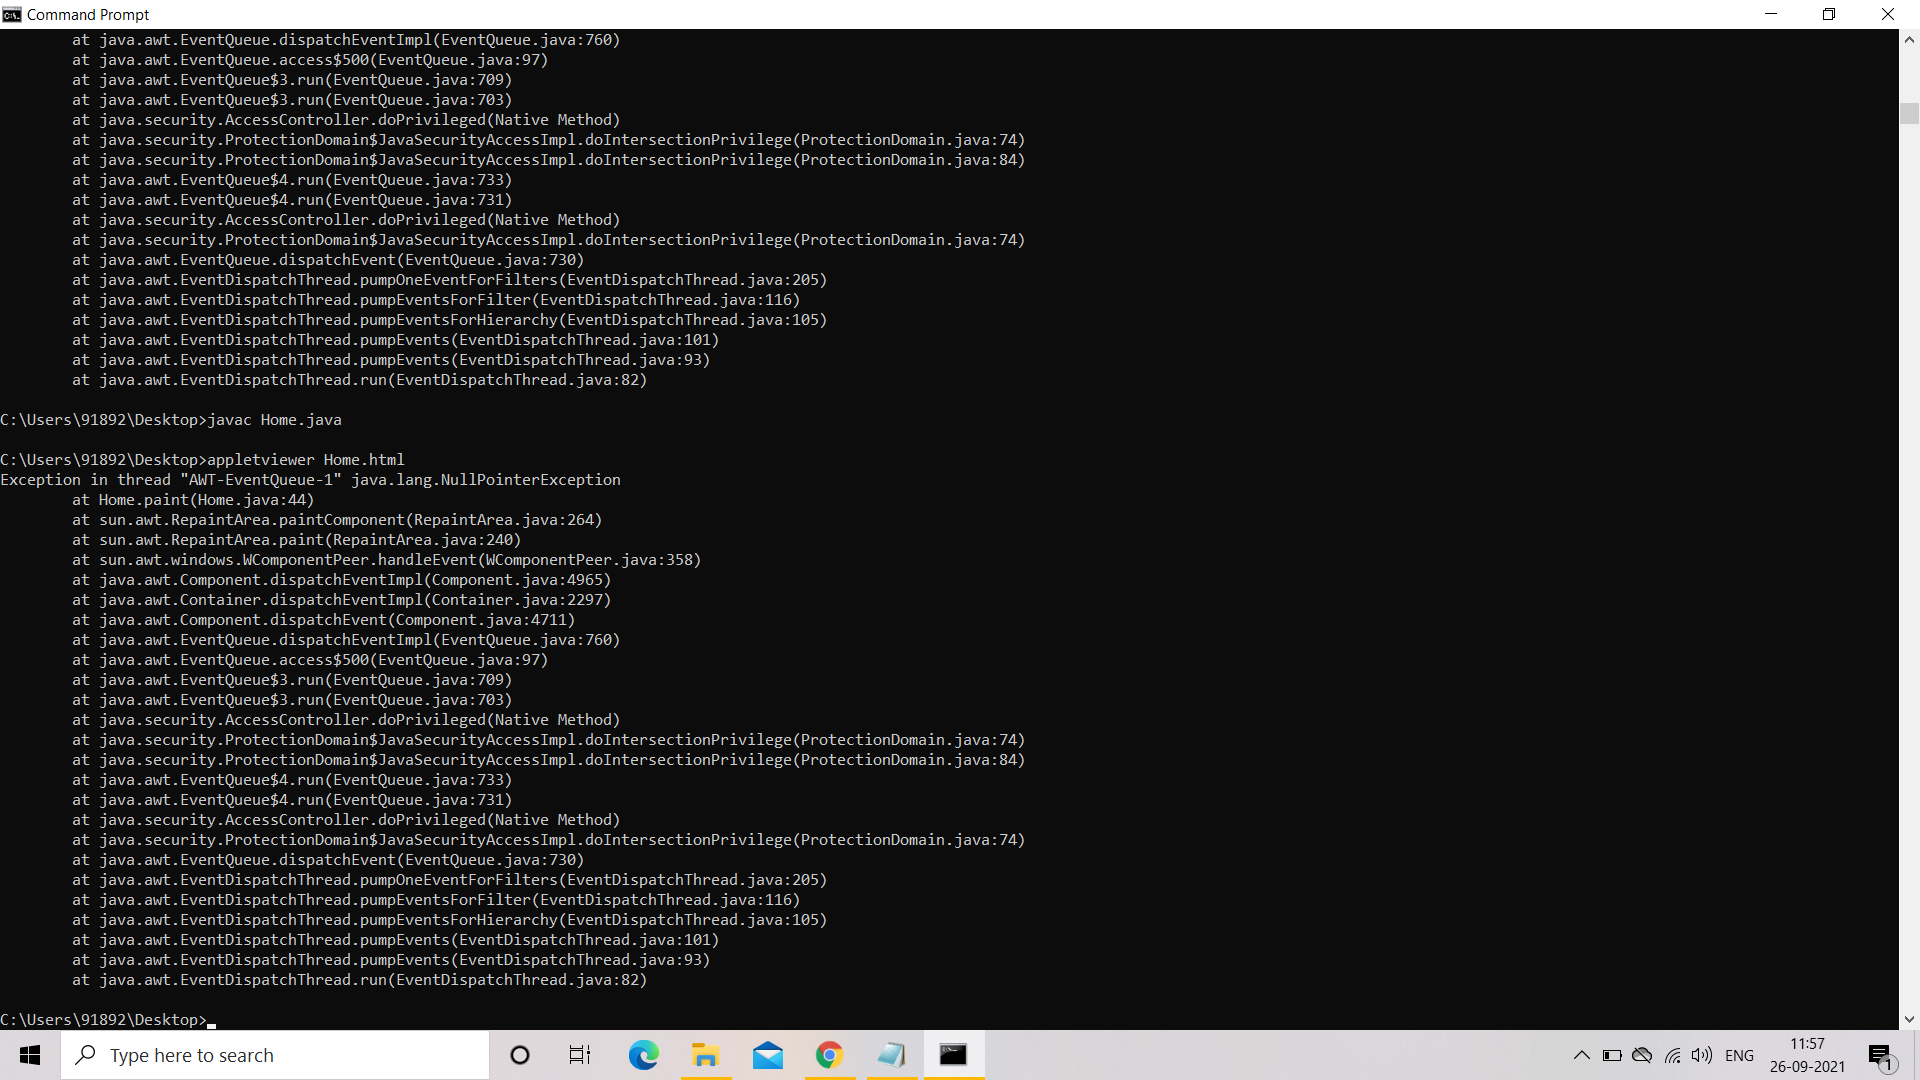 Command Prompt
at java.awt.EventQueue.dispatchEventImpl(EventQueue.java:760)
at java.awt.EventQueue.access$500(EventQueue.java:97)
at java.awt.EventQueue$3.run(EventQueue.java:709)
at java.awt.EventQueue$3.run(EventQueue.java:703)
at java.security.AccessController.doPrivileged(Native Method)
at java.security.ProtectionDomain$JavaSecurityAccessImpl.doIntersectionPrivilege(ProtectionDomain.java:74)
at java.security.ProtectionDomain$JavaSecurityAccessImpl.doIntersectionPrivilege(ProtectionDomain.java:84)
at java.awt.EventQueue$4.run(EventQueue.java:733)
at java.awt.EventQueue$4.run(EventQueue.java:731)
at java.security.AccessController.doPrivileged(Native Method)
at java.security.ProtectionDomain$JavaSecurityAccessImpl.doIntersectionPrivilege(ProtectionDomain.java:74)
at java.awt.EventQueue.dispatchEvent(EventQueue.java:730)
at java.awt.EventDispatchThread.pumpOneEventForFilters(EventDispatchThread.java:205)
at java.awt.EventDispatchThread.pumpEventsForFilter(EventDispatchThread.java:116)
at java.awt.EventDispatchThread.pumpEventsForHierarchy(EventDispatchThread.java:105)
at java.awt.EventDispatchThread.pumpEvents(EventDispatchThread.java:101)
at java.awt.EventDispatchThread.pumpEvents(EventDispatchThread.java:93)
at java.awt.EventDispatchThread.run(EventDispatchThread.java:82)
C:\Users\91892\Desktop>javac Home.java
C:\Users\91892\Desktop>appletviewer Home.html
Exception in thread "AWT-EventQueue-1" java.lang.NullPointerException
at Home.paint(Home.java:44)
at sun.awt.RepaintArea.paintComponent(RepaintArea.java:264)
at sun.awt.RepaintArea.paint(RepaintArea.java:240)
at sun.awt.windows.WComponentPeer.handleEvent(WComponentPeer.java:358)
at java.awt.Component.dispatchEventImpl(Component.java:4965)
at java.awt.Container.dispatchEventImpl(Container.java:2297)
at java.awt.Component.dispatchEvent(Component.java:4711)
at java.awt.EventQueue.dispatchEventImpl(EventQueue.java:760)
at java.awt.EventQueue.access$500(EventQueue.java:97)
at java.awt.EventQueue$3.run(EventQueue.java:709)
at java.awt.EventQueue$3.run(EventQueue.java:703)
at java.security.AccessController.doPrivileged(Native Method)
at java.security.ProtectionDomain$JavaSecurityAccessImpl.doIntersectionPrivilege(ProtectionDomain.java:74)
at java.security.ProtectionDomain$JavaSecurityAccessImpl.doIntersectionPrivilege(ProtectionDomain.java:84)
at java.awt.EventQueue$4.run(EventQueue.java:733)
at java.awt.EventQueue$4.run(EventQueue.java:731)
at java.security.AccessController.doPrivileged(Native Method)
at java.security.ProtectionDomain$JavaSecurityAccessImpl.doIntersectionPrivilege(ProtectionDomain.java:74)
at java.awt.EventQueue.dispatchEvent(EventQueue.java:730)
at java.awt.EventDispatchThread.pumpOneEventForFilters(EventDispatchThread.java:205)
at java.awt.EventDispatchThread.pumpEventsForFilter(EventDispatchThread.java:116)
at java.awt.EventDispatchThread.pumpEventsForHierarchy(EventDispatchThread.java:105)
at java.awt.EventDispatchThread.pumpEvents(EventDispatchThread.java:101)
at java.awt.EventDispatchThread.pumpEvents(EventDispatchThread.java:93)
at java.awt.EventDispatchThread.run(EventDispatchThread.java:82)
C:\Users\91892\Desktop>
Type here to search
ENG
11:57
26-09-2021
1